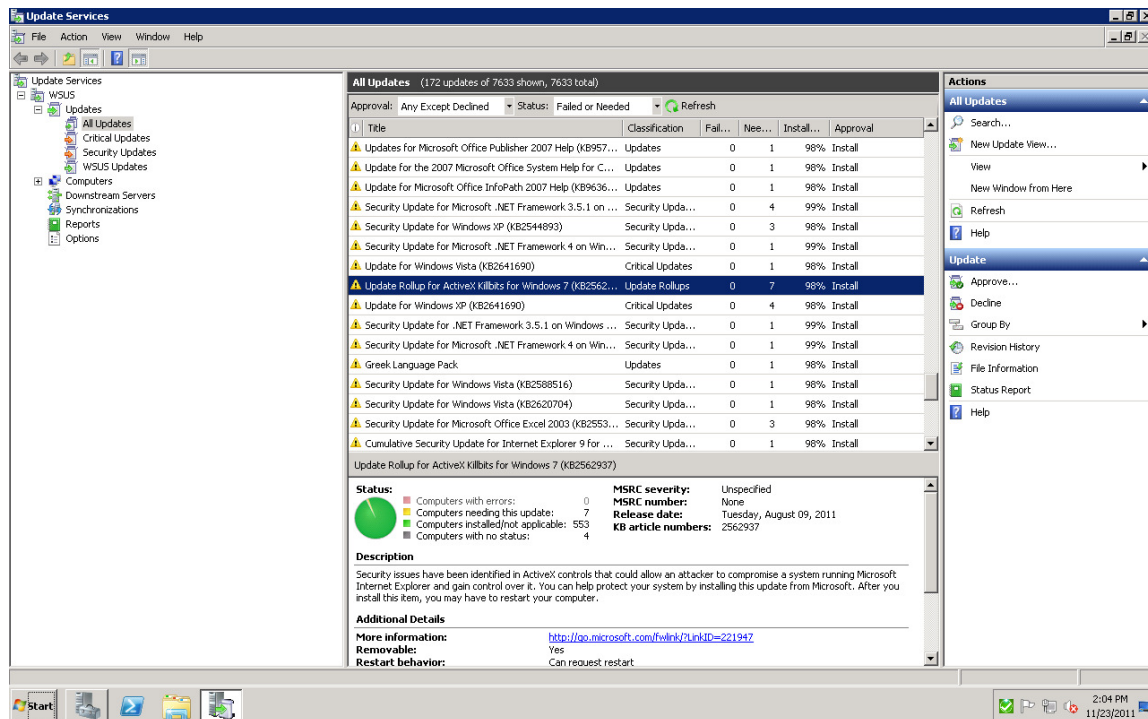 Update Services
File Action View Window Help
Update Services
WSUS
Updates
All Updates
Critical Updates
Security Updates
WSUS Updates
Computers
Downstream Servers
Synchronizations
Reports
Options
All Updates (172 updates of 7633 shown, 7633 total)
Approval: Any Except Declined Status: Failed or Needed Refresh
Title Classification Fail... Nee... Install... Approval
Updates for Microsoft Office Publisher 2007 Help (KB957... Updates 0 1 98% Install
Update for the 2007 Microsoft Office System Help for C... Updates 0 1 98% Install
Update for Microsoft Office InfoPath 2007 Help (KB9636... Updates 0 1 98% Install
Security Update for Microsoft .NET Framework 3.5.1 on ... Security Upda... 0 4 99% Install
Security Update for Windows XP (KB2544893) Security Upda... 0 3 98% Install
Security Update for Microsoft .NET Framework 4 on Win... Security Upda... 0 1 99% Install
Update for Windows Vista (KB2641690) Critical Updates 0 1 98% Install
Update Rollup for ActiveX Killbits for Windows 7 (KB2562... Update Rollups 0 7 98% Install
Update for Windows XP (KB2641690) Critical Updates 0 4 98% Install
Security Update for .NET Framework 3.5.1 on Windows ... Security Upda... 0 1 99% Install
Security Update for Microsoft .NET Framework 4 on Win... Security Upda... 0 1 99% Install
Greek Language Pack Updates 0 1 98% Install
Security Update for Windows Vista (KB2588516) Security Upda... 0 1 98% Install
Security Update for Windows Vista (KB2620704) Security Upda... 0 1 98% Install
Security Update for Microsoft Office Excel 2003 (KB2553... Security Upda... 0 3 98% Install
Cumulative Security Update for Internet Explorer 9 for ... Security Upda... 0 1 98% Install
Update Rollup for ActiveX Killbits for Windows 7 (KB2562937)
Status:
Computers with errors: 0
Computers needing this update: 7
Computers installed/not applicable: 553
Computers with no status: 4
MSRC severity: Unspecified
MSRC number: None
Release date: Tuesday, August 09, 2011
KB article numbers: 2562937
Description
Security issues have been identified in ActiveX controls that could allow an attacker to compromise a system running Microsoft
Internet Explorer and gain control over it. You can help protect your system by installing this update from Microsoft. After you
install this item, you may have to restart your computer.
Additional Details
More information: http://go.microsoft.com/fwlink/?LinkID=221947
Removable: Yes
Restart behavior: Can request restart
Actions
All Updates
Search...
New Update View...
View
New Window from Here
Refresh
Help
Update
Approve...
Decline
Group By
Revision History
File Information
Status Report
Help
Start
2:04 PM
11/23/2011